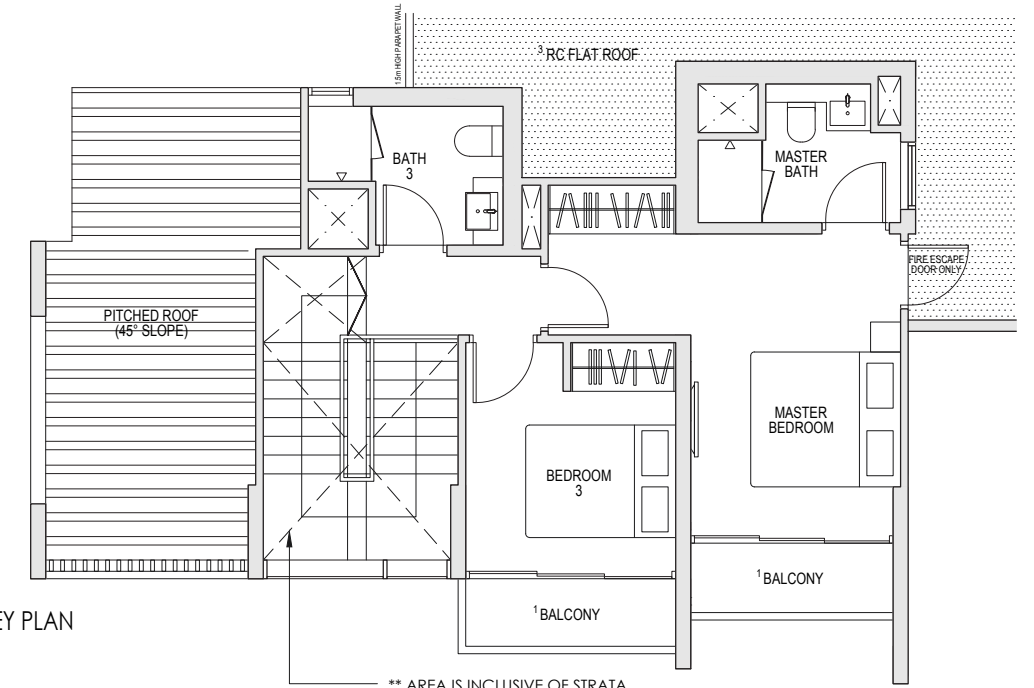 1.5m HIGH PARAPET WALL
3 RC FLAT ROOF
BATH
3
MASTER
BATH
FIRE ESCAPE
DOOR ONLY
PITCHED ROOF
(45° SLOPE)
MASTER
BEDROOM
BEDROOM
3
1 BALCONY
1 BALCONY
EY PLAN
** AREA IS INCLUSIVE OF STRATA